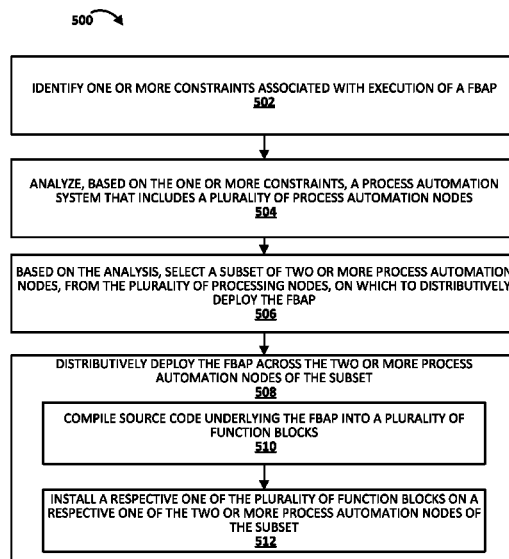 500
IDENTIFY ONE OR MORE CONSTRAINTS ASSOCIATED WITH EXECUTION OF A FBAP
502
ANALYZE, BASED ON THE ONE OR MORE CONSTRAINTS, A PROCESS AUTOMATION
SYSTEM THAT INCLUDES A PLURALITY OF PROCESS AUTOMATION NODES
504
BASED ON THE ANALYSIS, SELECT A SUBSET OF TWO OR MORE PROCESS AUTOMATION
NODES, FROM THE PLURALITY OF PROCESSING NODES, ON WHICH TO DISTRIBUTIVELY
DEPLOY THE FBAP
506
DISTRIBUTIVELY DEPLOY THE FBAP ACROSS THE TWO OR MORE PROCESS
AUTOMATION NODES OF THE SUBSET
508
COMPILE SOURCE CODE UNDERLYING THE FBAP INTO A PLURALITY OF
FUNCTION BLOCKS
510
INSTALL A RESPECTIVE ONE OF THE PLURALITY OF FUNCTION BLOCKS ON A
RESPECTIVE ONE OF THE TWO OR MORE PROCESS AUTOMATION NODES OF
THE SUBSET
512